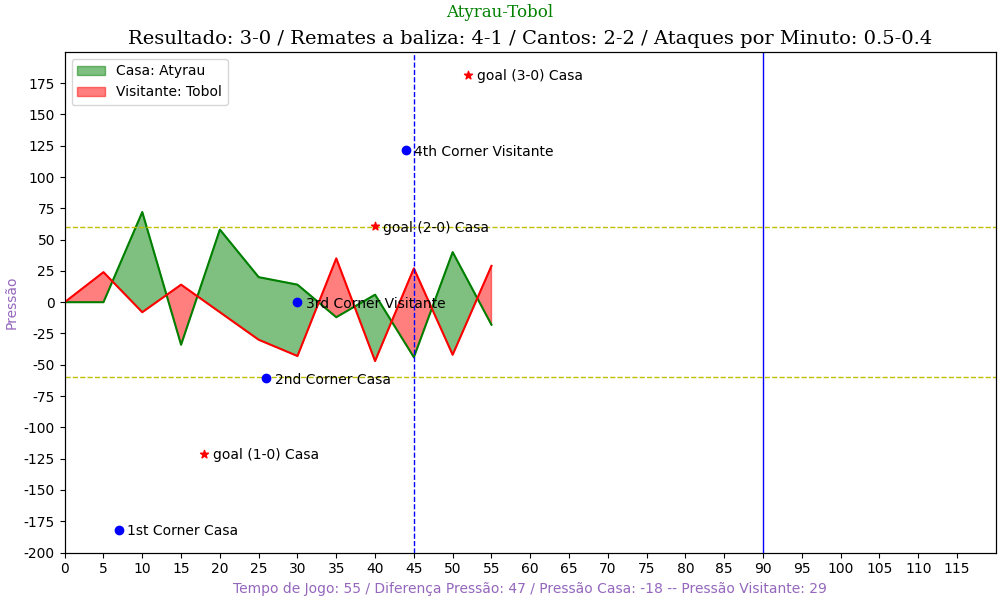 Atyrau-Tobol
Resultado: 3-0 / Remates a baliza: 4-1 / Cantos: 2-2 / Ataques por Minuto: 0.5-0.4
Casa: Atyrau
Visitante: Tobol
goal (3-0) Casa
4th Corner Visitante
goal (2-0) Casa
3rd Corner Visitante
2nd Corner Casa
goal (1-0) Casa
1st Corner Casa
Pressão
175
150
125
100
75
50
25
0
-25
-50
-75
-100
-125
-150
-175
-200
0 5 10 15 20 25 30 35 40 45 50 55 60 65 70 75 80 85 90 95 100 105 110 115
Tempo de Jogo: 55 / Diferença Pressão: 47 / Pressão Casa: -18 -- Pressão Visitante: 29